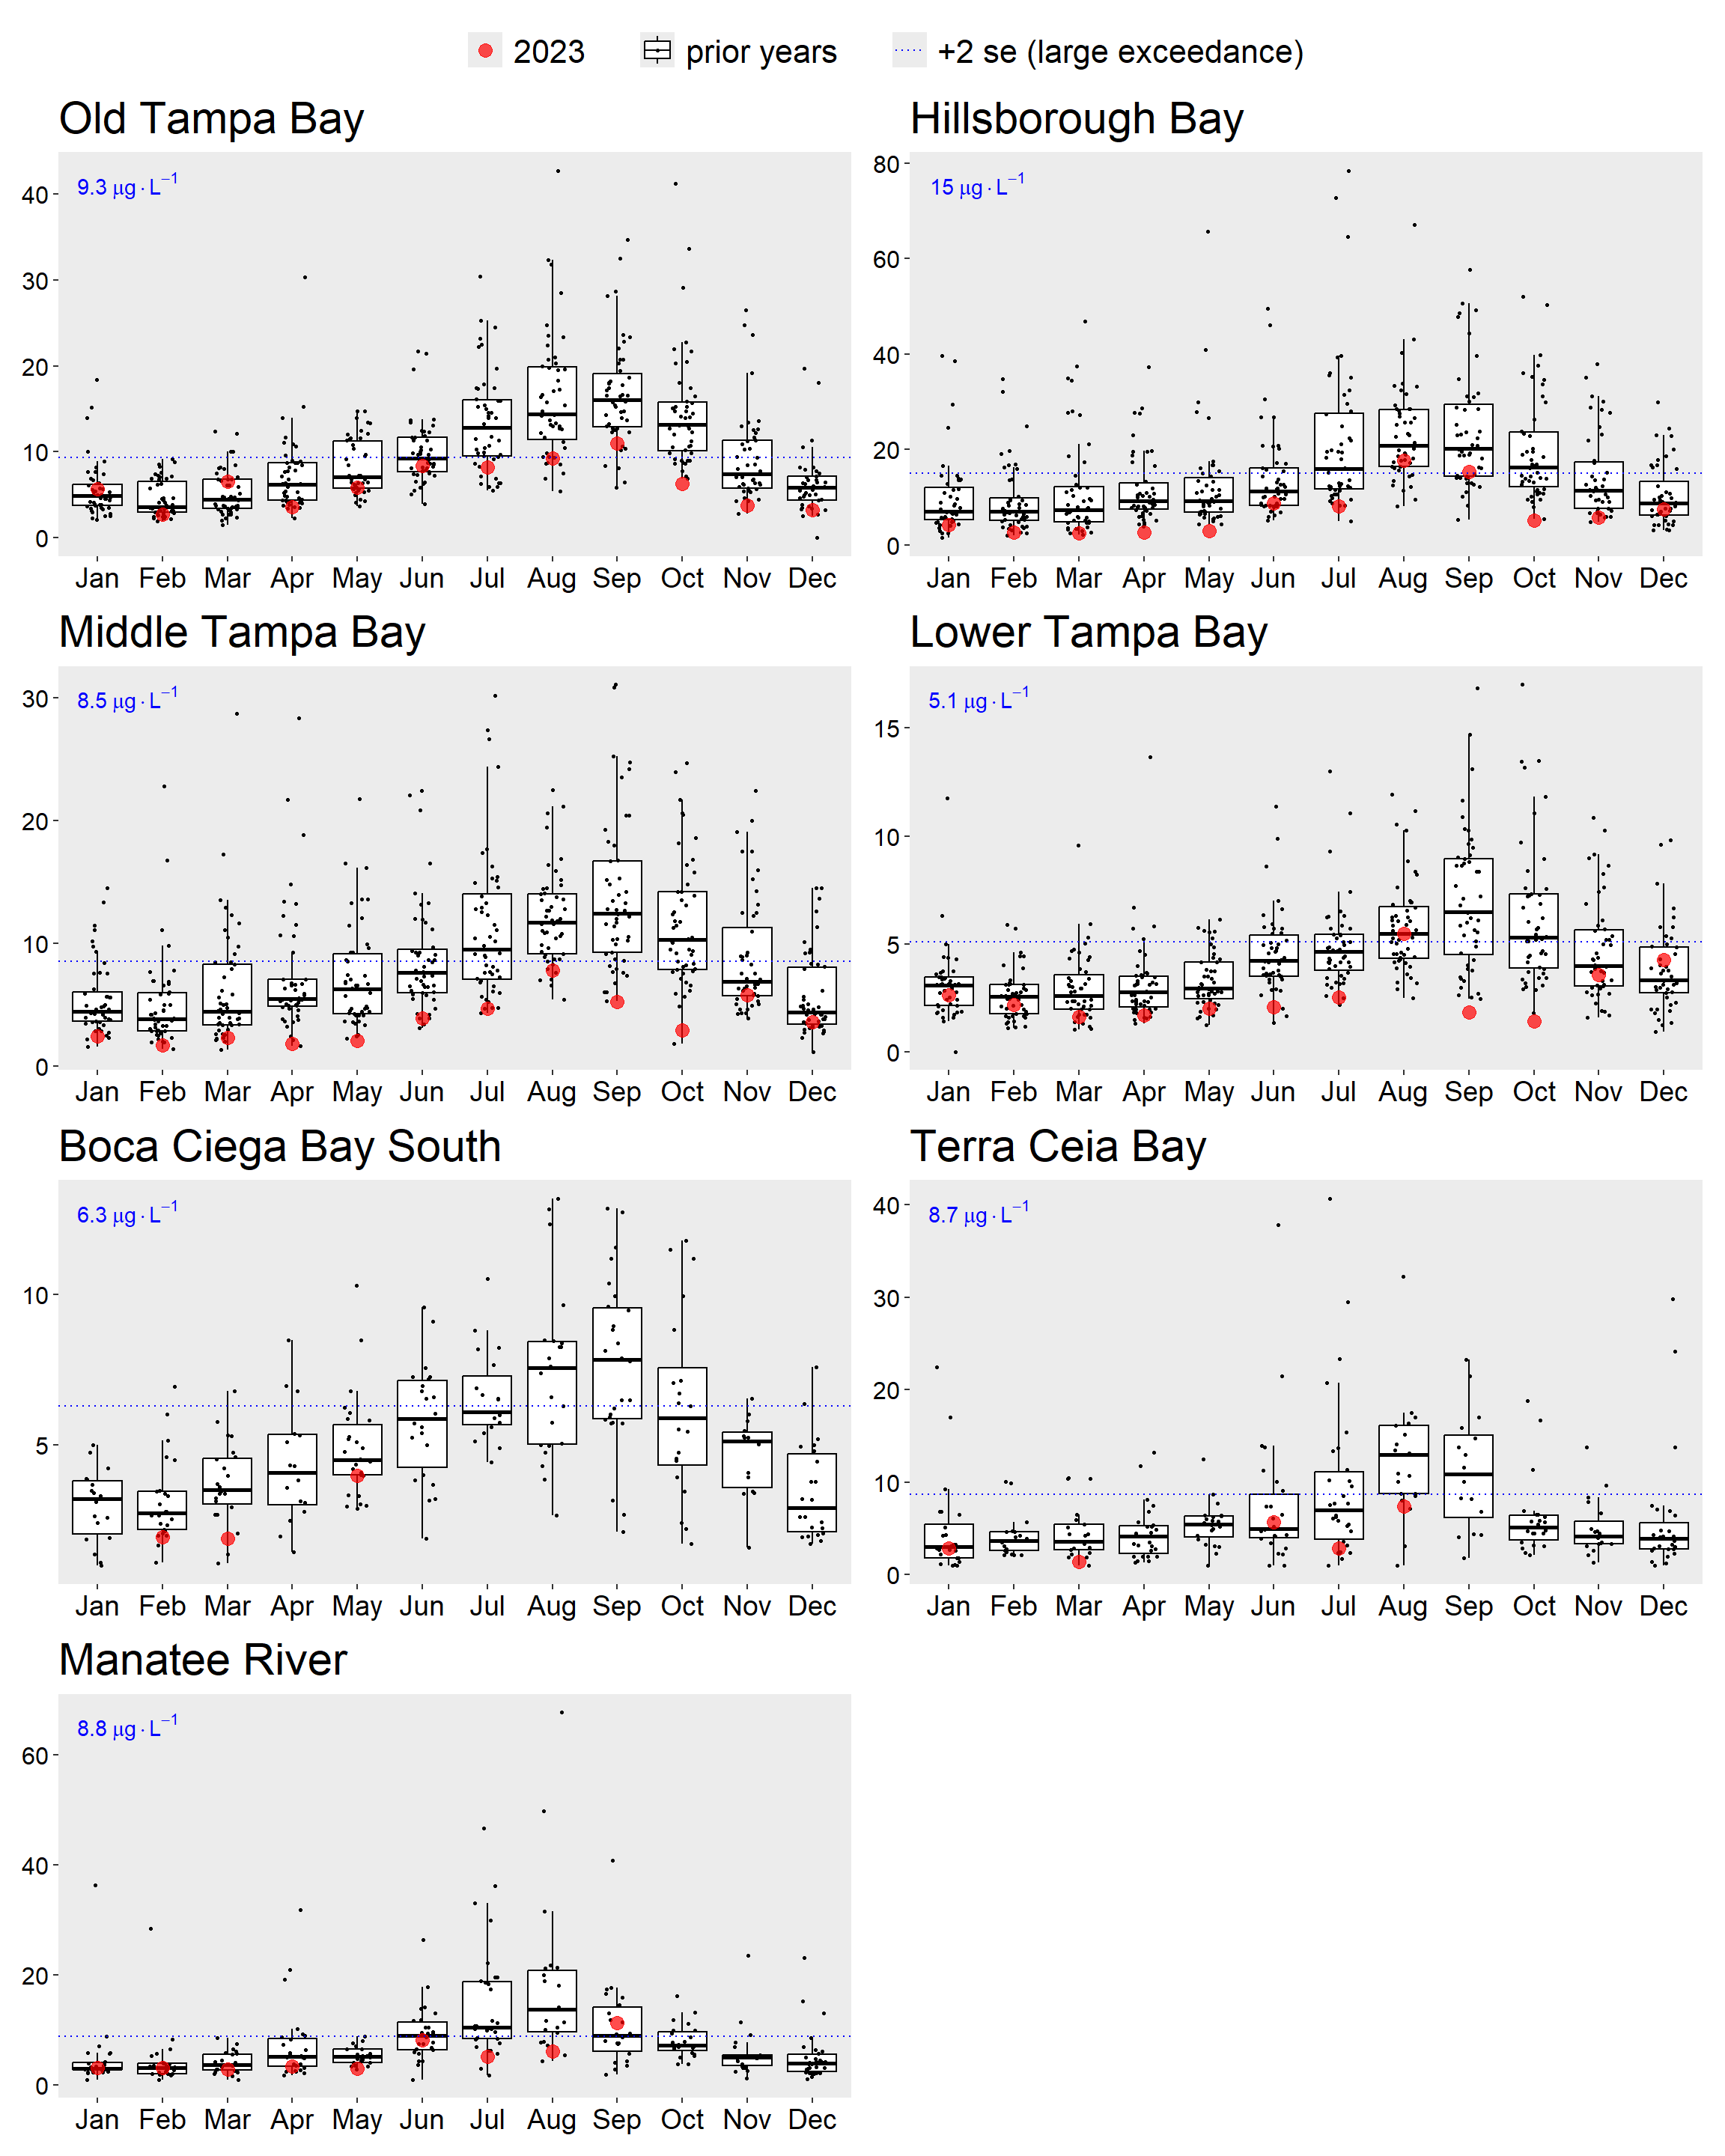 2023 prior years +2 se (large exceedance)
Old Tampa Bay
9.3 µg·L⁻¹
40
30
20
10
0
Jan Feb Mar Apr May Jun Jul Aug Sep Oct Nov Dec
Hillsborough Bay
15 µg·L⁻¹
80
60
40
20
0
Jan Feb Mar Apr May Jun Jul Aug Sep Oct Nov Dec
Middle Tampa Bay
8.5 µg·L⁻¹
30
20
10
0
Jan Feb Mar Apr May Jun Jul Aug Sep Oct Nov Dec
Lower Tampa Bay
5.1 µg·L⁻¹
15
10
5
0
Jan Feb Mar Apr May Jun Jul Aug Sep Oct Nov Dec
Boca Ciega Bay South
6.3 µg·L⁻¹
10
5
Jan Feb Mar Apr May Jun Jul Aug Sep Oct Nov Dec
Terra Ceia Bay
8.7 µg·L⁻¹
40
30
20
10
0
Jan Feb Mar Apr May Jun Jul Aug Sep Oct Nov Dec
Manatee River
8.8 µg·L⁻¹
60
40
20
0
Jan Feb Mar Apr May Jun Jul Aug Sep Oct Nov Dec